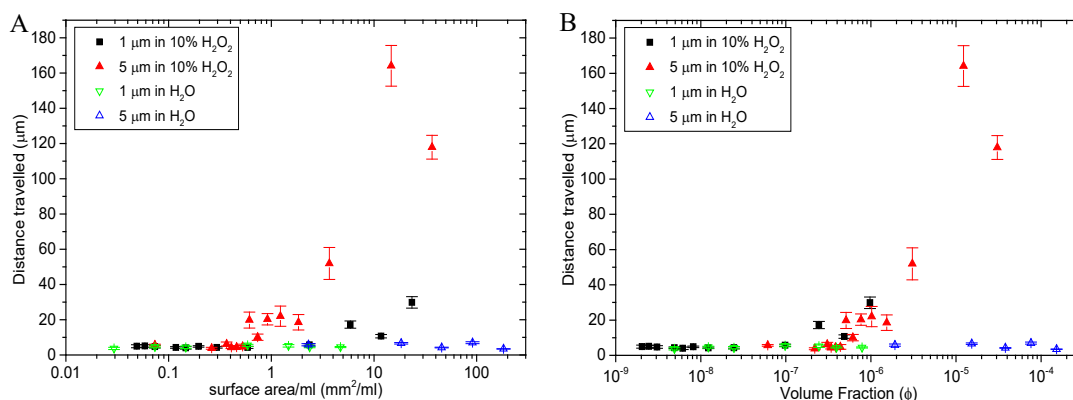 A
180
160
140
120
100
80
60
40
20
0
Distance travelled (μm)
1 μm in 10% H₂O₂
5 μm in 10% H₂O₂
1 μm in H₂O
5 μm in H₂O
0.01 0.1 1 10 100
surface area/ml (mm²/ml)
B
180
160
140
120
100
80
60
40
20
0
Distance travelled (μm)
1 μm in 10% H₂O₂
5 μm in 10% H₂O₂
1 μm in H₂O
5 μm in H₂O
10⁻⁹ 10⁻⁸ 10⁻⁷ 10⁻⁶ 10⁻⁵ 10⁻⁴
Volume Fraction (ϕ)